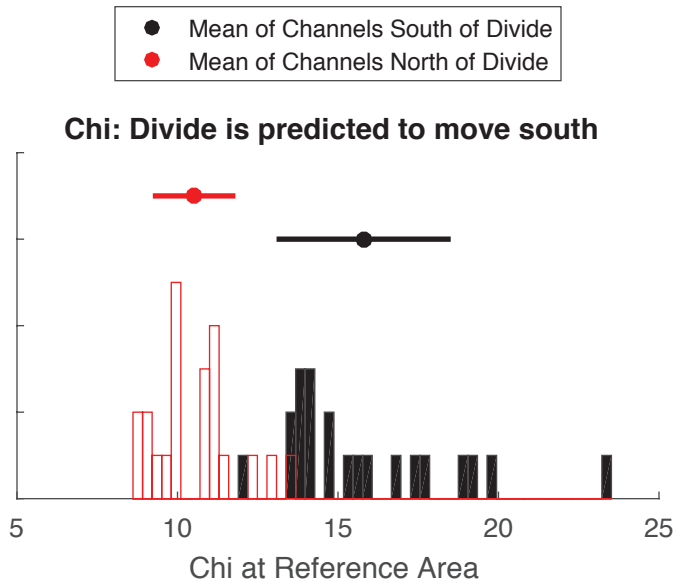 Mean of Channels South of Divide
Mean of Channels North of Divide
Chi: Divide is predicted to move south
5 10 15 20 25
Chi at Reference Area